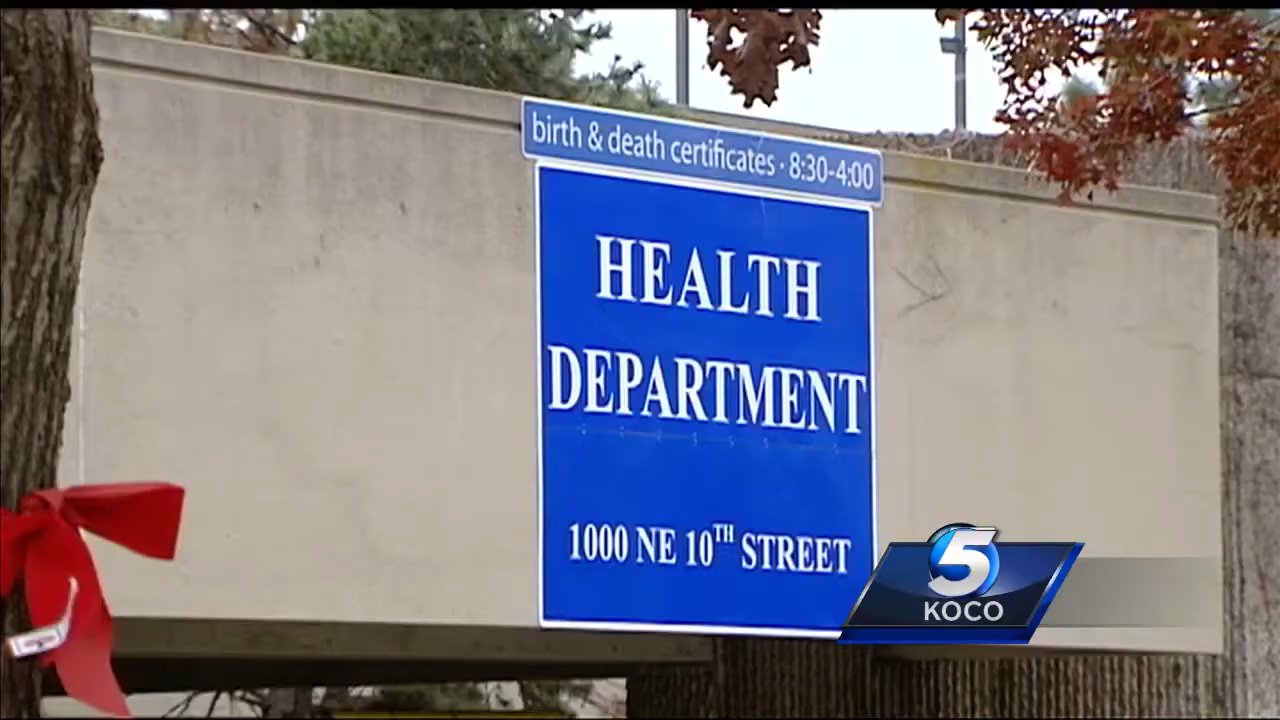 birth & death certificates · 8:30-4:00
HEALTH
DEPARTMENT
1000 NE 10TH STREET
5
KOCO